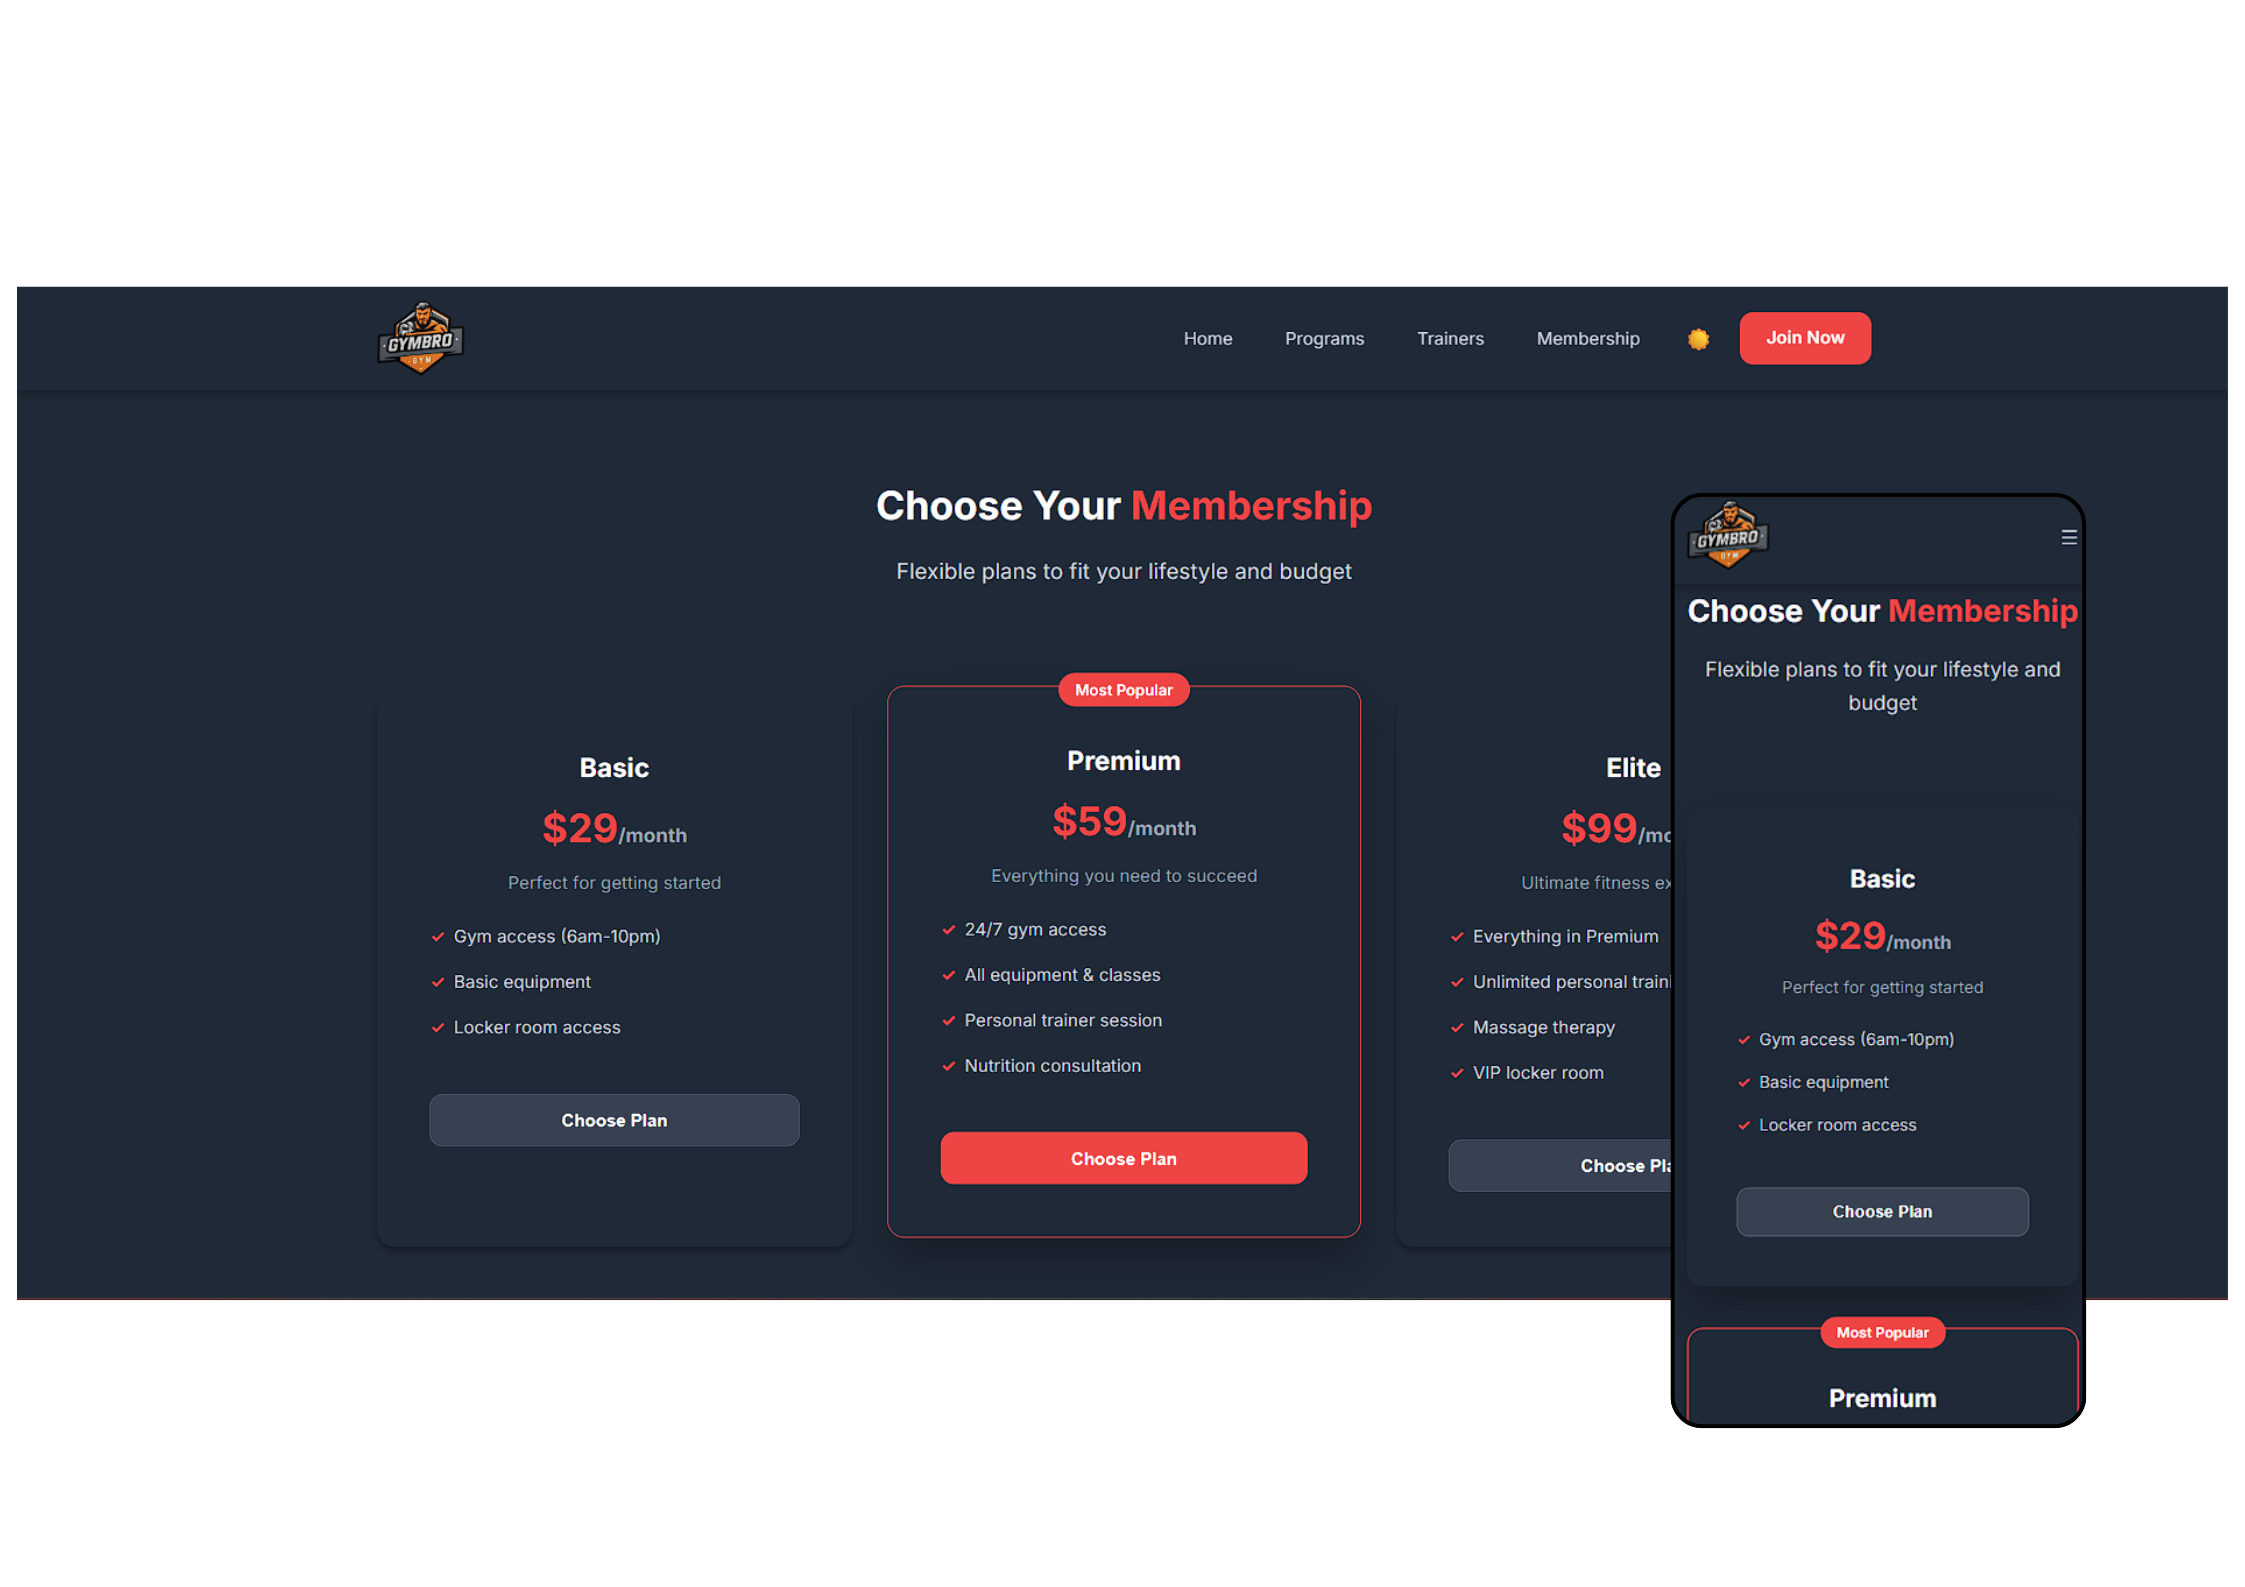 GYMBRO
GYM
Home
Programs
Trainers
Membership
Join Now
Choose Your Membership
Flexible plans to fit your lifestyle and budget
Basic
$29/month
Perfect for getting started
Gym access (6am-10pm)
Basic equipment
Locker room access
Choose Plan
Most Popular
Premium
$59/month
Everything you need to succeed
24/7 gym access
All equipment & classes
Personal trainer session
Nutrition consultation
Choose Plan
Elite
$99/mo
Ultimate fitness ex
Everything in Premium
Unlimited personal traini
Massage therapy
VIP locker room
Choose Pla
GYMBRO
GYM
Choose Your Membership
Flexible plans to fit your lifestyle and
budget
Basic
$29/month
Perfect for getting started
Gym access (6am-10pm)
Basic equipment
Locker room access
Choose Plan
Most Popular
Premium